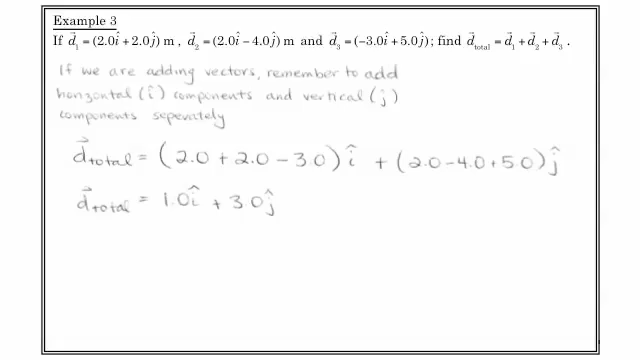 Example 3
If d⃗₁ = (2.0î + 2.0ĵ) m , d⃗₂ = (2.0î − 4.0ĵ) m and d⃗₃ = (−3.0î + 5.0ĵ) ; find d⃗total = d⃗₁ + d⃗₂ + d⃗₃ .
If we are adding vectors, remember to add
horizontal (î) components and vertical (ĵ)
components seperately
d⃗total = (2.0 + 2.0 − 3.0) î + (2.0 − 4.0 + 5.0) ĵ
d⃗total = 1.0î + 3.0ĵ